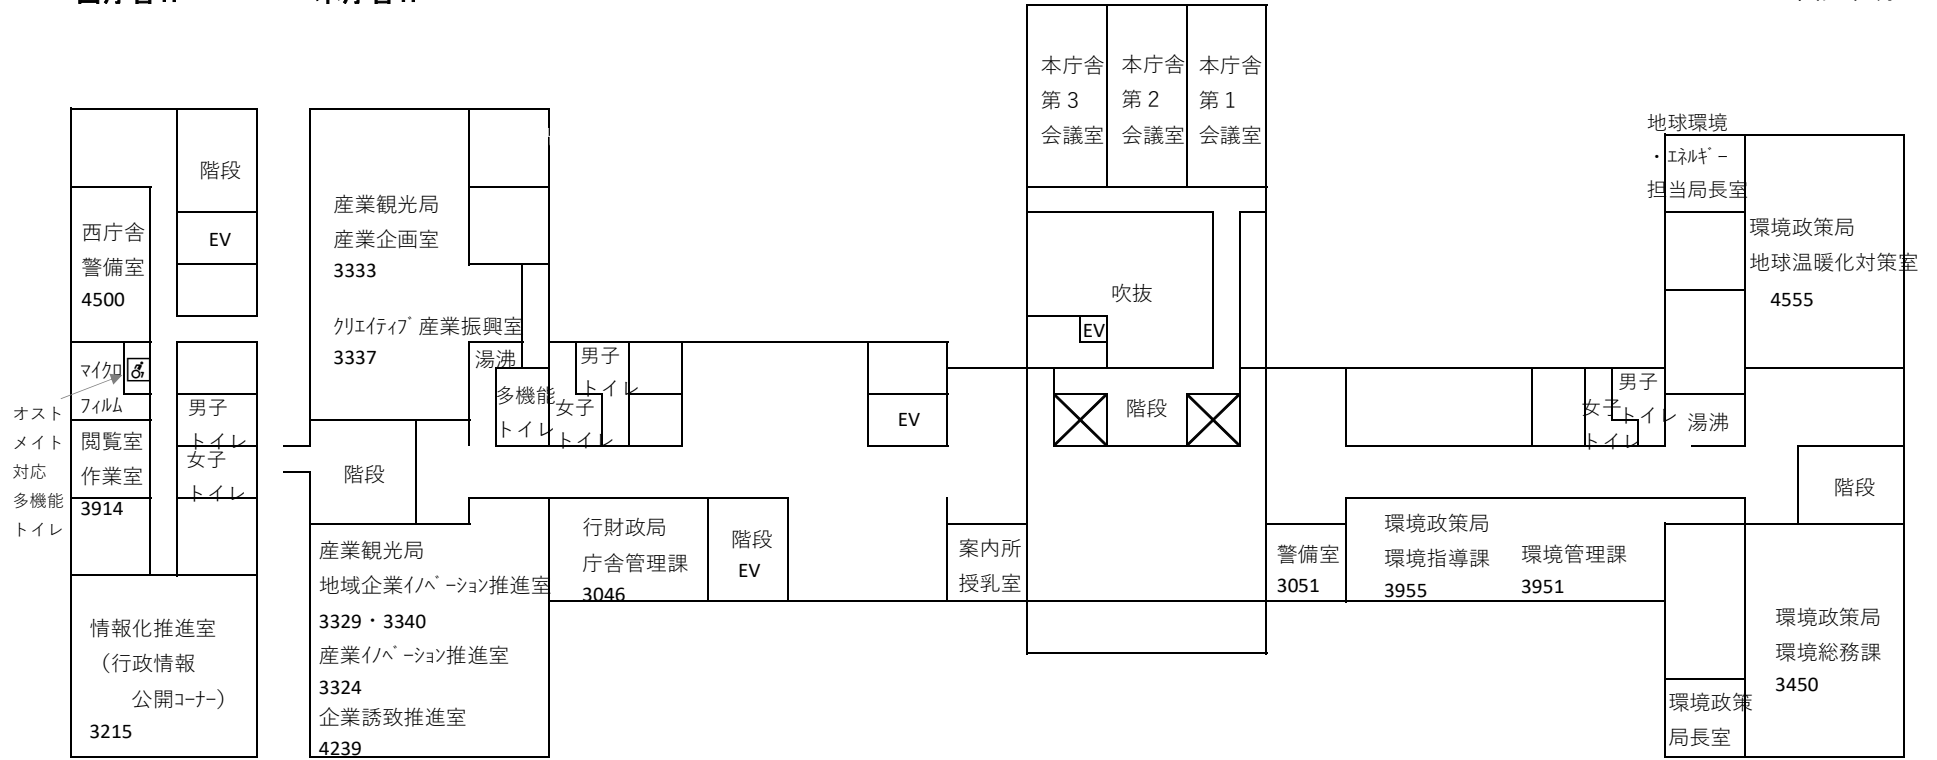 本庁舎
第３
会議室
本庁舎
第２
会議室
本庁舎
第１
会議室
地球環境
・ｴﾈﾙｷﾞｰ
担当局長室
環境政策局
地球温暖化対策室
4555
階段
EV
西庁舎
警備室
4500
産業観光局
産業企画室
3333
ｸﾘｴｲﾃｨﾌﾞ産業振興室
3337
吹抜
EV
湯沸
多機能
トイレ
男子
トイレ
女子
トイレ
EV
階段
女子
トイレ
男子
トイレ
湯沸
ﾏｲｸﾛ
ﾌｨﾙﾑ
閲覧室
作業室
3914
オスト
メイト
対応
多機能
トイレ
男子
トイレ
女子
トイレ
階段
階段
産業観光局
地域企業ｲﾉﾍﾞｰｼｮﾝ推進室
3329・3340
産業ｲﾉﾍﾞｰｼｮﾝ推進室
3324
企業誘致推進室
4239
行財政局
庁舎管理課
3046
階段
EV
案内所
授乳室
警備室
3051
環境政策局
環境指導課
3955
環境管理課
3951
情報化推進室
（行政情報
公開ｺｰﾅｰ）
3215
環境政策局
環境総務課
3450
環境政策
局長室